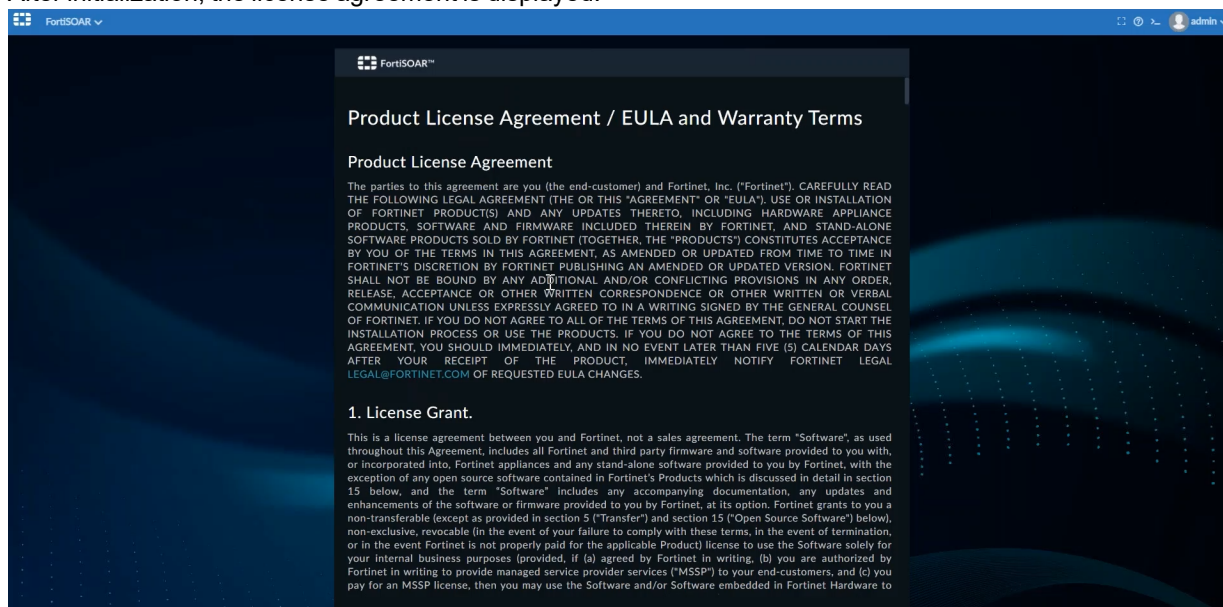 After initialization, the license agreement is displayed.
FortiSOAR
admin
FortiSOAR™
Product License Agreement / EULA and Warranty Terms
Product License Agreement
The parties to this agreement are you (the end-customer) and Fortinet, Inc. ("Fortinet"). CAREFULLY READ
THE FOLLOWING LEGAL AGREEMENT (THE OR THIS "AGREEMENT" OR "EULA"). USE OR INSTALLATION
OF FORTINET PRODUCT(S) AND ANY UPDATES THERETO, INCLUDING HARDWARE APPLIANCE
PRODUCTS, SOFTWARE AND FIRMWARE INCLUDED THEREIN BY FORTINET, AND STAND-ALONE
SOFTWARE PRODUCTS SOLD BY FORTINET (TOGETHER, THE "PRODUCTS") CONSTITUTES ACCEPTANCE
BY YOU OF THE TERMS IN THIS AGREEMENT, AS AMENDED OR UPDATED FROM TIME TO TIME IN
FORTINET'S DISCRETION BY FORTINET PUBLISHING AN AMENDED OR UPDATED VERSION. FORTINET
SHALL NOT BE BOUND BY ANY ADDITIONAL AND/OR CONFLICTING PROVISIONS IN ANY ORDER,
RELEASE, ACCEPTANCE OR OTHER WRITTEN CORRESPONDENCE OR OTHER WRITTEN OR VERBAL
COMMUNICATION UNLESS EXPRESSLY AGREED TO IN A WRITING SIGNED BY THE GENERAL COUNSEL
OF FORTINET. IF YOU DO NOT AGREE TO ALL OF THE TERMS OF THIS AGREEMENT, DO NOT START THE
INSTALLATION PROCESS OR USE THE PRODUCTS. IF YOU DO NOT AGREE TO THE TERMS OF THIS
AGREEMENT, YOU SHOULD IMMEDIATELY, AND IN NO EVENT LATER THAN FIVE (5) CALENDAR DAYS
AFTER YOUR RECEIPT OF THE PRODUCT, IMMEDIATELY NOTIFY FORTINET LEGAL
LEGAL@FORTINET.COM OF REQUESTED EULA CHANGES.
1. License Grant.
This is a license agreement between you and Fortinet, not a sales agreement. The term "Software", as used
throughout this Agreement, includes all Fortinet and third party firmware and software provided to you with,
or incorporated into, Fortinet appliances and any stand-alone software provided to you by Fortinet, with the
exception of any open source software contained in Fortinet's Products which is discussed in detail in section
15 below, and the term "Software" includes any accompanying documentation, any updates and
enhancements of the software or firmware provided to you by Fortinet, at its option. Fortinet grants to you a
non-transferable (except as provided in section 5 ("Transfer") and section 15 ("Open Source Software") below),
non-exclusive, revocable (in the event of your failure to comply with these terms, in the event of termination,
or in the event Fortinet is not properly paid for the applicable Product) license to use the Software solely for
your internal business purposes (provided, if (a) agreed by Fortinet in writing, (b) you are authorized by
Fortinet in writing to provide managed service provider services ("MSSP") to your end-customers, and (c) you
pay for an MSSP license, then you may use the Software and/or Software embedded in Fortinet Hardware to